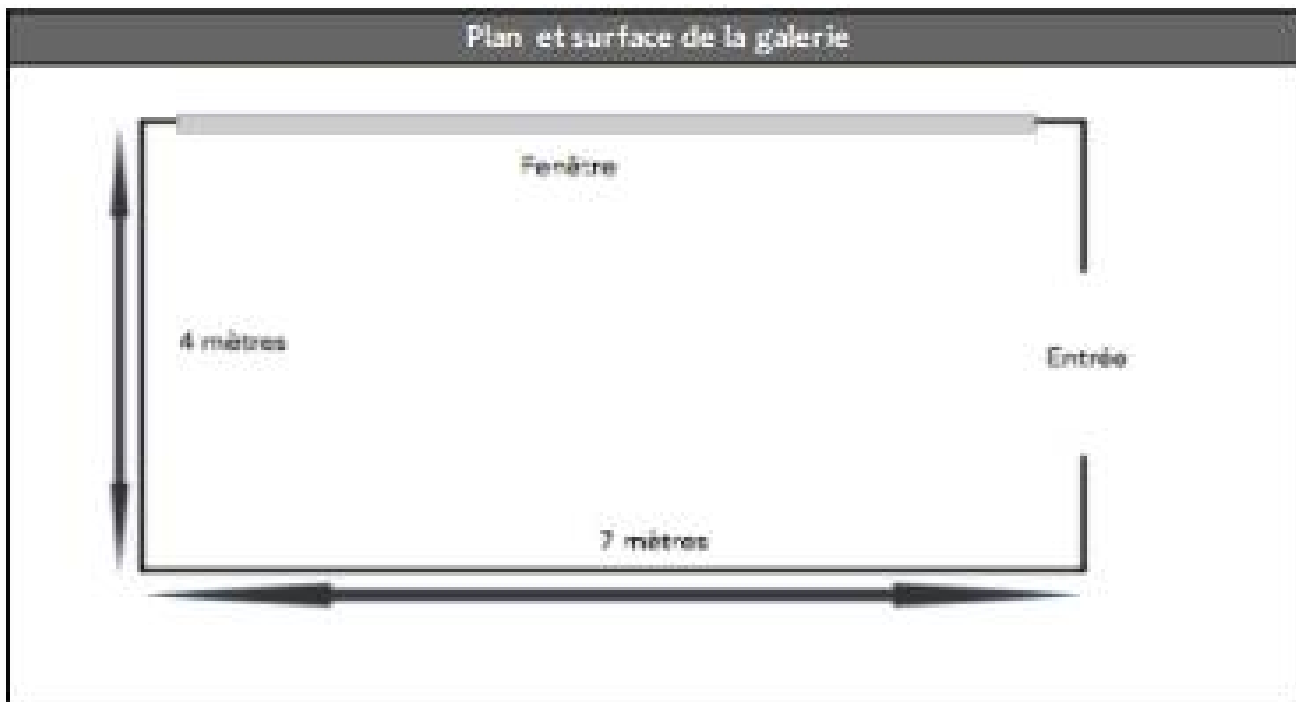 Plan et surface de la galerie
Fenêtre
4 mètres
Entrée
7 mètres